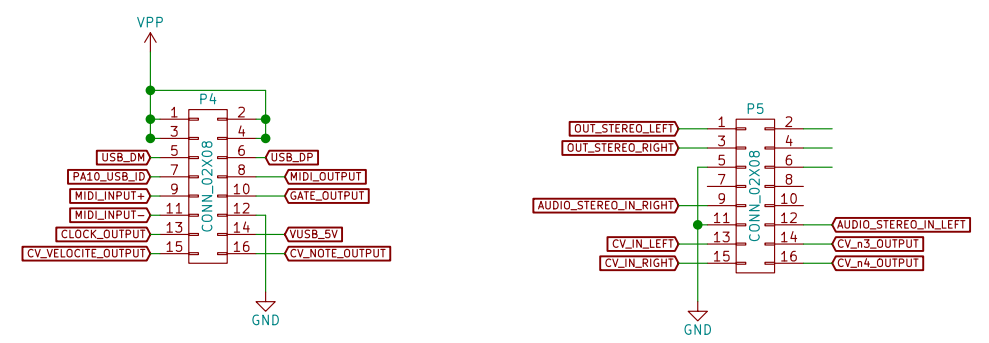 VPP
P4
1 2
3 4
USB_DM 5 6 USB_DP
PA10_USB_ID 7 8 MIDI_OUTPUT
MIDI_INPUT+ 9 10 GATE_OUTPUT
MIDI_INPUT- 11 12
CLOCK_OUTPUT 13 14 VUSB_5V
CV_VELOCITE_OUTPUT 15 16 CV_NOTE_OUTPUT
CONN_02X08
GND
P5
OUT_STEREO_LEFT 1 2
OUT_STEREO_RIGHT 3 4
5 6
7 8
AUDIO_STEREO_IN_RIGHT 9 10
11 12 AUDIO_STEREO_IN_LEFT
CV_IN_LEFT 13 14 CV_n3_OUTPUT
CV_IN_RIGHT 15 16 CV_n4_OUTPUT
CONN_02X08
GND